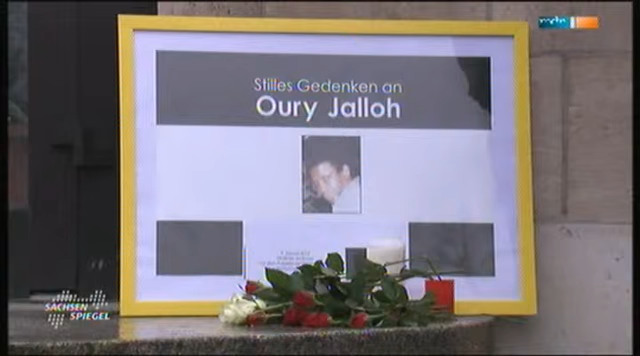 mdr
Stilles Gedenken an
Oury Jalloh
SACHSEN
SPIEGEL